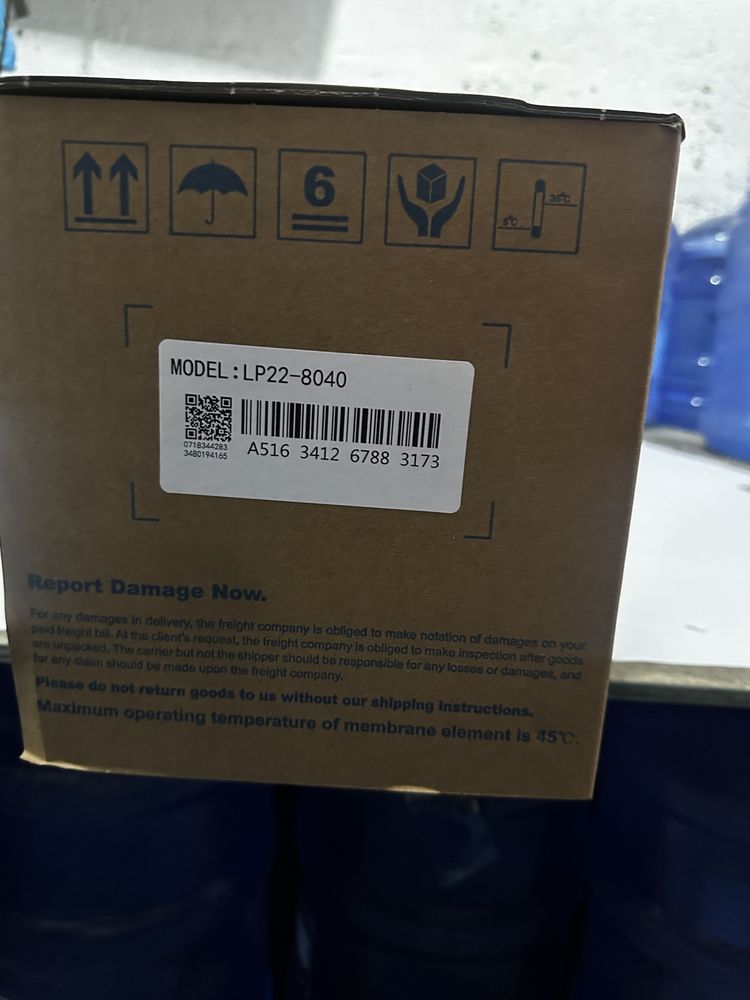 6
35℃
5℃
MODEL:LP22-8040
0718344283
3480194165
A516 3412 6788 3173
Report Damage Now.
For any damages in delivery, the freight company is obliged to make notation of damages on your
paid freight bill. At the client's request, the freight company is obliged to make inspection after goods
are unpacked. The carrier but not the shipper should be responsible for any losses or damages, and
for any claim should be made upon the freight company.
Please do not return goods to us without our shipping instructions.
Maximum operating temperature of membrane element is 45℃.